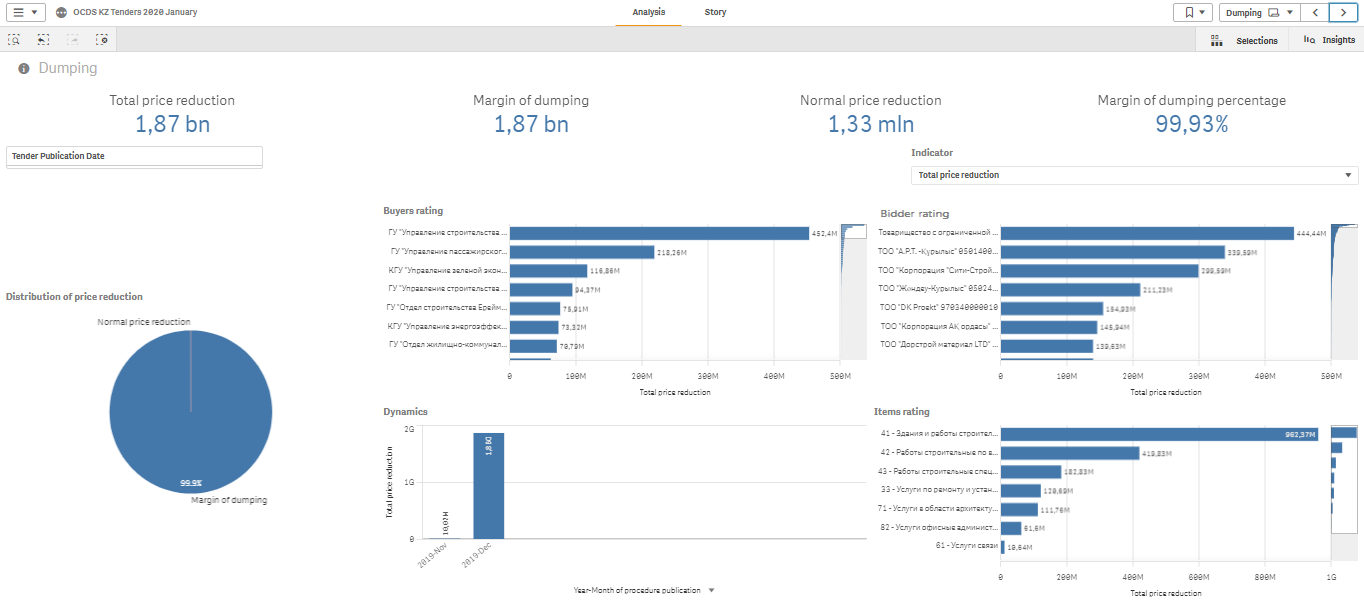 OCDS KZ Tenders 2020 January
Analysis
Story
Dumping
Selections
Insights
Dumping
Total price reduction
1,87 bn
Margin of dumping
1,87 bn
Normal price reduction
1,33 mln
Margin of dumping percentage
99,93%
Tender Publication Date
Indicator
Total price reduction
Distribution of price reduction
Normal price reduction
99.9%
Margin of dumping
Buyers rating
ГУ "Управление строительства ... 452,4M
ГУ "Управление пассажирског... 218,26M
КГУ "Управление зеленой экон... 116,86M
ГУ "Управление строительства... 94,37M
ГУ "Отдел строительства Ерейм... 75,91M
КГУ "Управление энергоэффек... 73,32M
ГУ "Отдел жилищно-коммунал... 70,79M
0 100M 200M 300M 400M 500M
Total price reduction
Bidder rating
Товарищество с ограниченной ... 444,44M
ТОО "А.Р.Т. -Құрылыс" 0501400... 339,59M
ТОО "Корпорация "Сити-Строй... 299,59M
ТОО "Жөндеу-Курылыс" 05024... 211,23M
ТОО "DK Proekt" 970340000010 154,93M
ТОО "Корпорация АҚ ордасы" ... 145,94M
ТОО "Дорстрой материал LTD" ... 139,63M
0 100M 200M 300M 400M 500M
Total price reduction
Dynamics
Total price reduction
2G
1G
0
10,02M
1,86G
2019-Nov
2019-Dec
Year-Month of procedure publication
Items rating
41 - Здания и работы строител... 962,37M
42 - Работы строительные по в... 419,83M
43 - Работы строительные спец... 182,83M
33 - Услуги по ремонту и устан... 120,69M
71 - Услуги в области архитекту... 111,76M
82 - Услуги офисные админист... 61,6M
61 - Услуги связи 10,64M
0 200M 400M 600M 800M 1G
Total price reduction